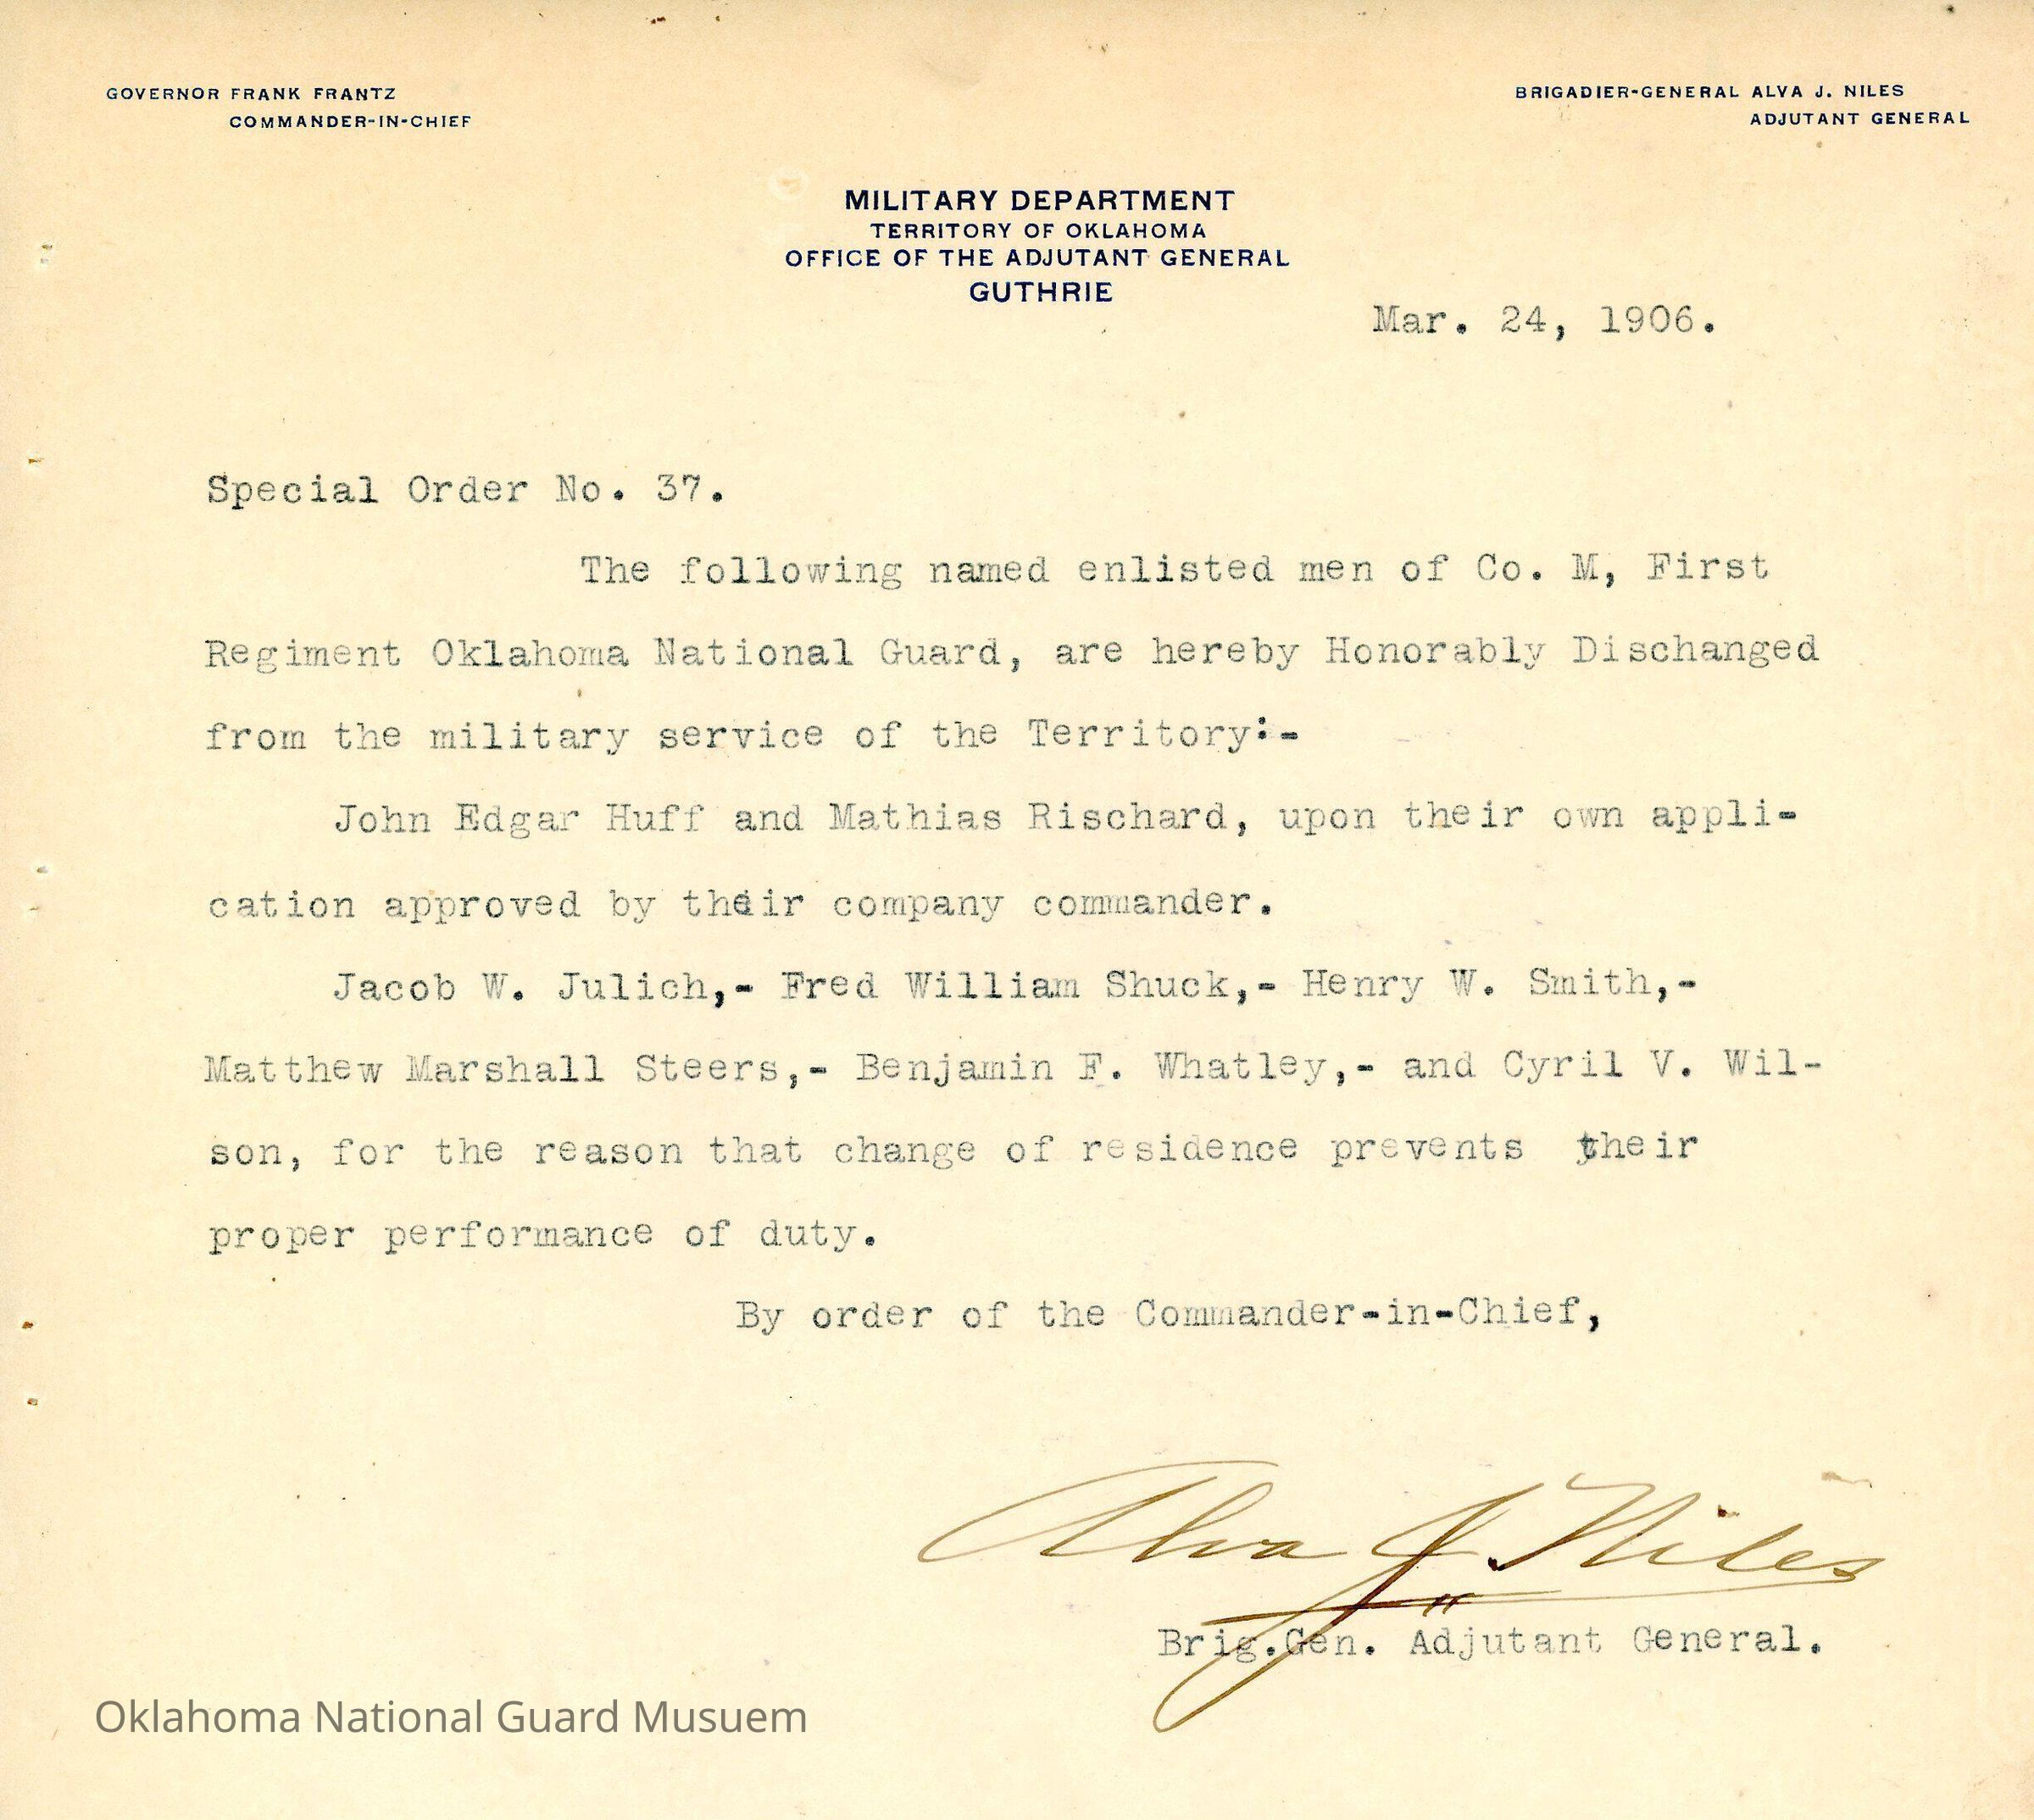 GOVERNOR FRANK FRANTZ
COMMANDER-IN-CHIEF
BRIGADIER-GENERAL ALVA J. NILES
ADJUTANT GENERAL
MILITARY DEPARTMENT
TERRITORY OF OKLAHOMA
OFFICE OF THE ADJUTANT GENERAL
GUTHRIE
Mar. 24, 1906.
Special Order No. 37.
The following named enlisted men of Co. M, First
Regiment Oklahoma National Guard, are hereby Honorably Dischanged
from the military service of the Territory:-
John Edgar Huff and Mathias Rischard, upon their own appli-
cation approved by their company commander.
Jacob W. Julich,- Fred William Shuck,- Henry W. Smith,-
Matthew Marshall Steers,- Benjamin F. Whatley,- and Cyril V. Wil-
son, for the reason that change of residence prevents their
proper performance of duty.
By order of the Commander-in-Chief,
Alva J. Niles
Brig.Gen. Adjutant General.
Oklahoma National Guard Musuem